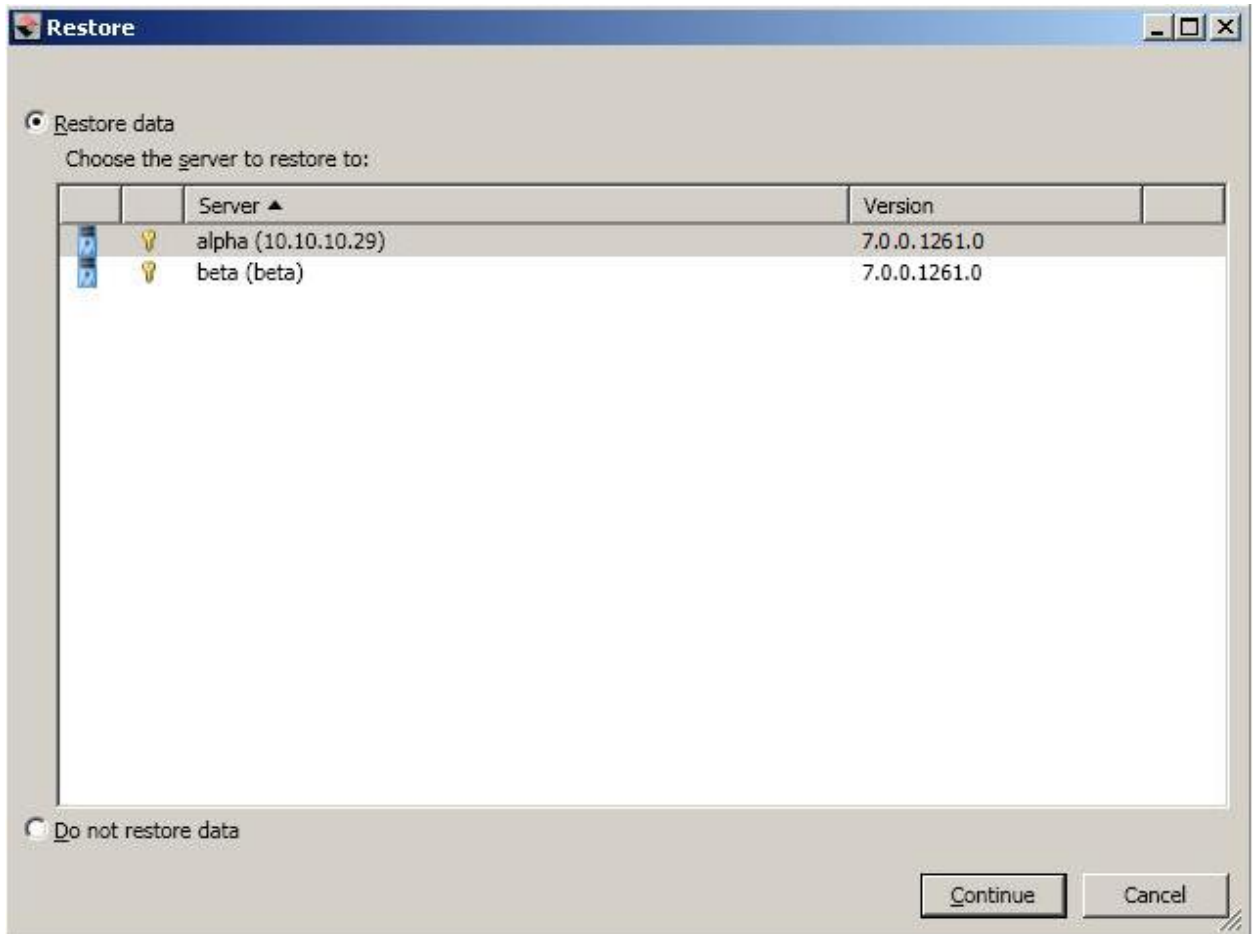 Restore
Restore data
Choose the server to restore to:
Server Version
alpha (10.10.10.29) 7.0.0.1261.0
beta (beta) 7.0.0.1261.0
Do not restore data
Continue Cancel